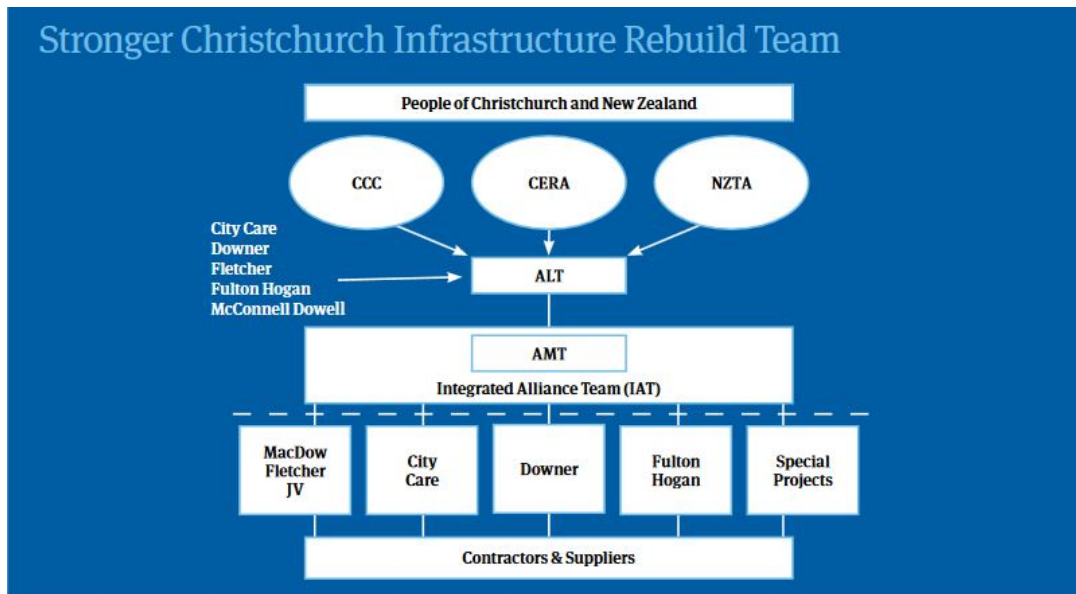 Stronger Christchurch Infrastructure Rebuild Team
People of Christchurch and New Zealand
CCC
CERA
NZTA
City Care
Downer
Fletcher
Fulton Hogan
McConnell Dowell
ALT
AMT
Integrated Alliance Team (IAT)
MacDow
Fletcher
JV
City
Care
Downer
Fulton
Hogan
Special
Projects
Contractors & Suppliers